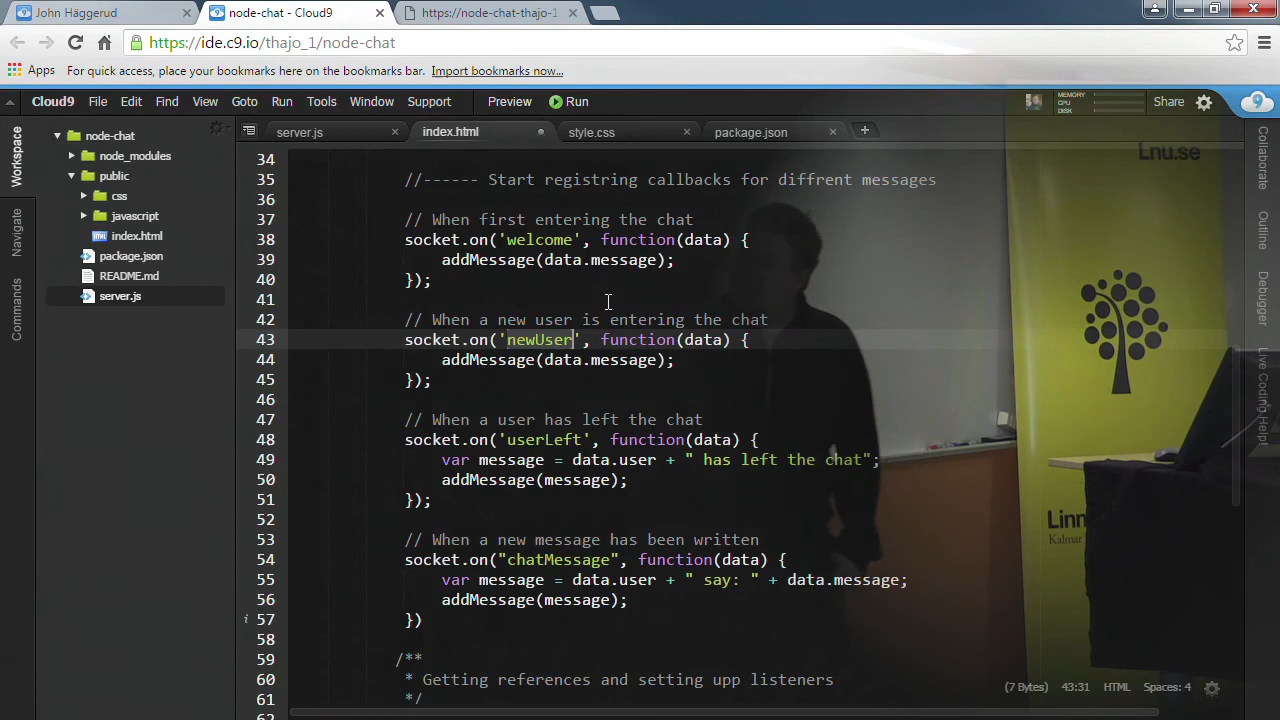 John Häggerud
node-chat - Cloud9
https://node-chat-thajo-1
https://ide.c9.io/thajo_1/node-chat
Apps For quick access, place your bookmarks here on the bookmarks bar. Import bookmarks now...
Cloud9 File Edit Find View Goto Run Tools Window Support Preview Run
MEMORY
CPU
DISK
Share
server.js
index.html
style.css
package.json
Workspace
Navigate
Commands
node-chat
node_modules
public
css
javascript
index.html
package.json
README.md
server.js
34
35 //------ Start registring callbacks for diffrent messages
36
37 // When first entering the chat
38 socket.on('welcome', function(data) {
39 addMessage(data.message);
40 });
41
42 // When a new user is entering the chat
43 socket.on('newUser', function(data) {
44 addMessage(data.message);
45 });
46
47 // When a user has left the chat
48 socket.on('userLeft', function(data) {
49 var message = data.user + " has left the chat";
50 addMessage(message);
51 });
52
53 // When a new message has been written
54 socket.on("chatMessage", function(data) {
55 var message = data.user + " say: " + data.message;
56 addMessage(message);
57 })
58
59 /**
60 * Getting references and setting upp listeners
61 */
62
(7 Bytes) 43:31 HTML Spaces: 4
Collaborate
Outline
Debugger
Live Coding Help!
Lnu.se
Linn
Kalmar